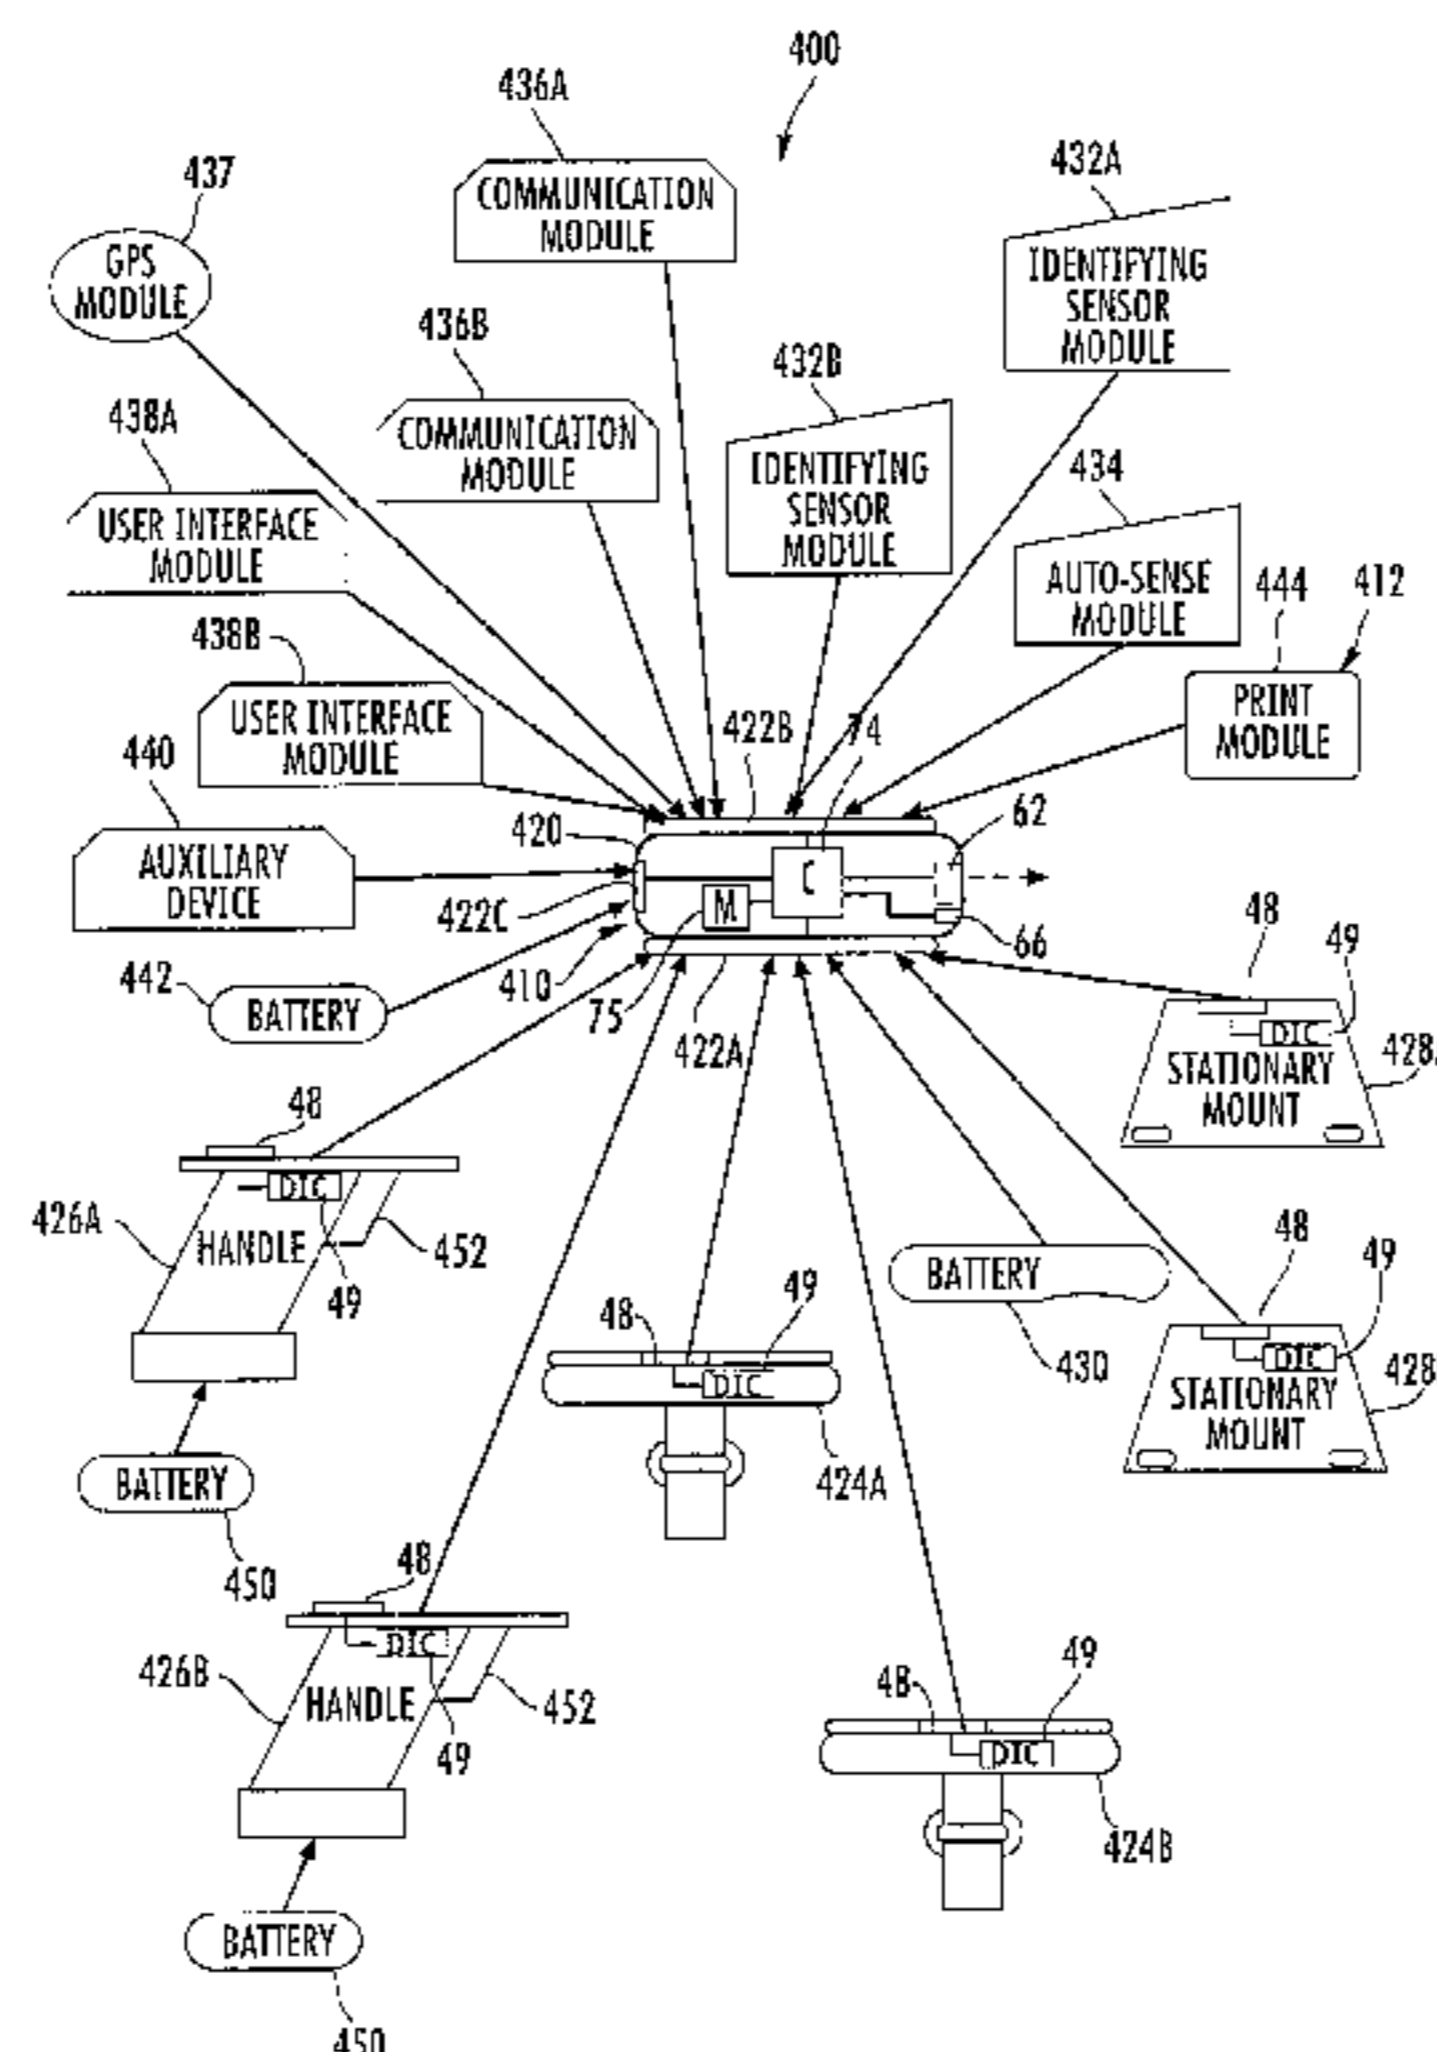 400
436A
COMMUNICATION
MODULE
432A
IDENTIFYING
SENSOR
MODULE
437
GPS
MODULE
436B
COMMUNICATION
MODULE
432B
IDENTIFYING
SENSOR
MODULE
438A
USER INTERFACE
MODULE
434
AUTO-SENSE
MODULE
444
412
PRINT
MODULE
438B
USER INTERFACE
MODULE
422B
74
440
AUXILIARY
DEVICE
420
62
C
M
422C
66
410
75
422A
442
BATTERY
48
49
DIC
STATIONARY
MOUNT
428
48
DIC
HANDLE
426A
452
49
BATTERY
430
48
49
DIC
STATIONARY
MOUNT
428
48
49
DIC
424A
BATTERY
450
48
DIC
426B
HANDLE
452
49
48
49
DIC
424B
BATTERY
450